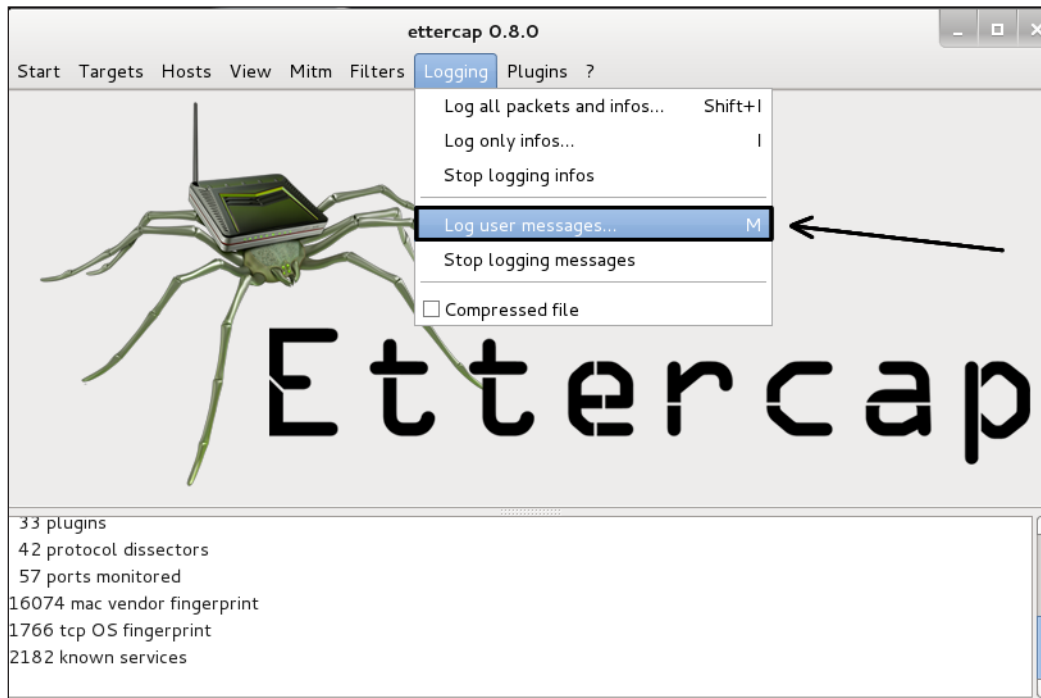 ettercap 0.8.0
Start Targets Hosts View Mitm Filters Logging Plugins ?
Log all packets and infos... Shift+I
Log only infos... I
Stop logging infos
Log user messages... M
Stop logging messages
Compressed file
Ettercap
33 plugins
42 protocol dissectors
57 ports monitored
16074 mac vendor fingerprint
1766 tcp OS fingerprint
2182 known services